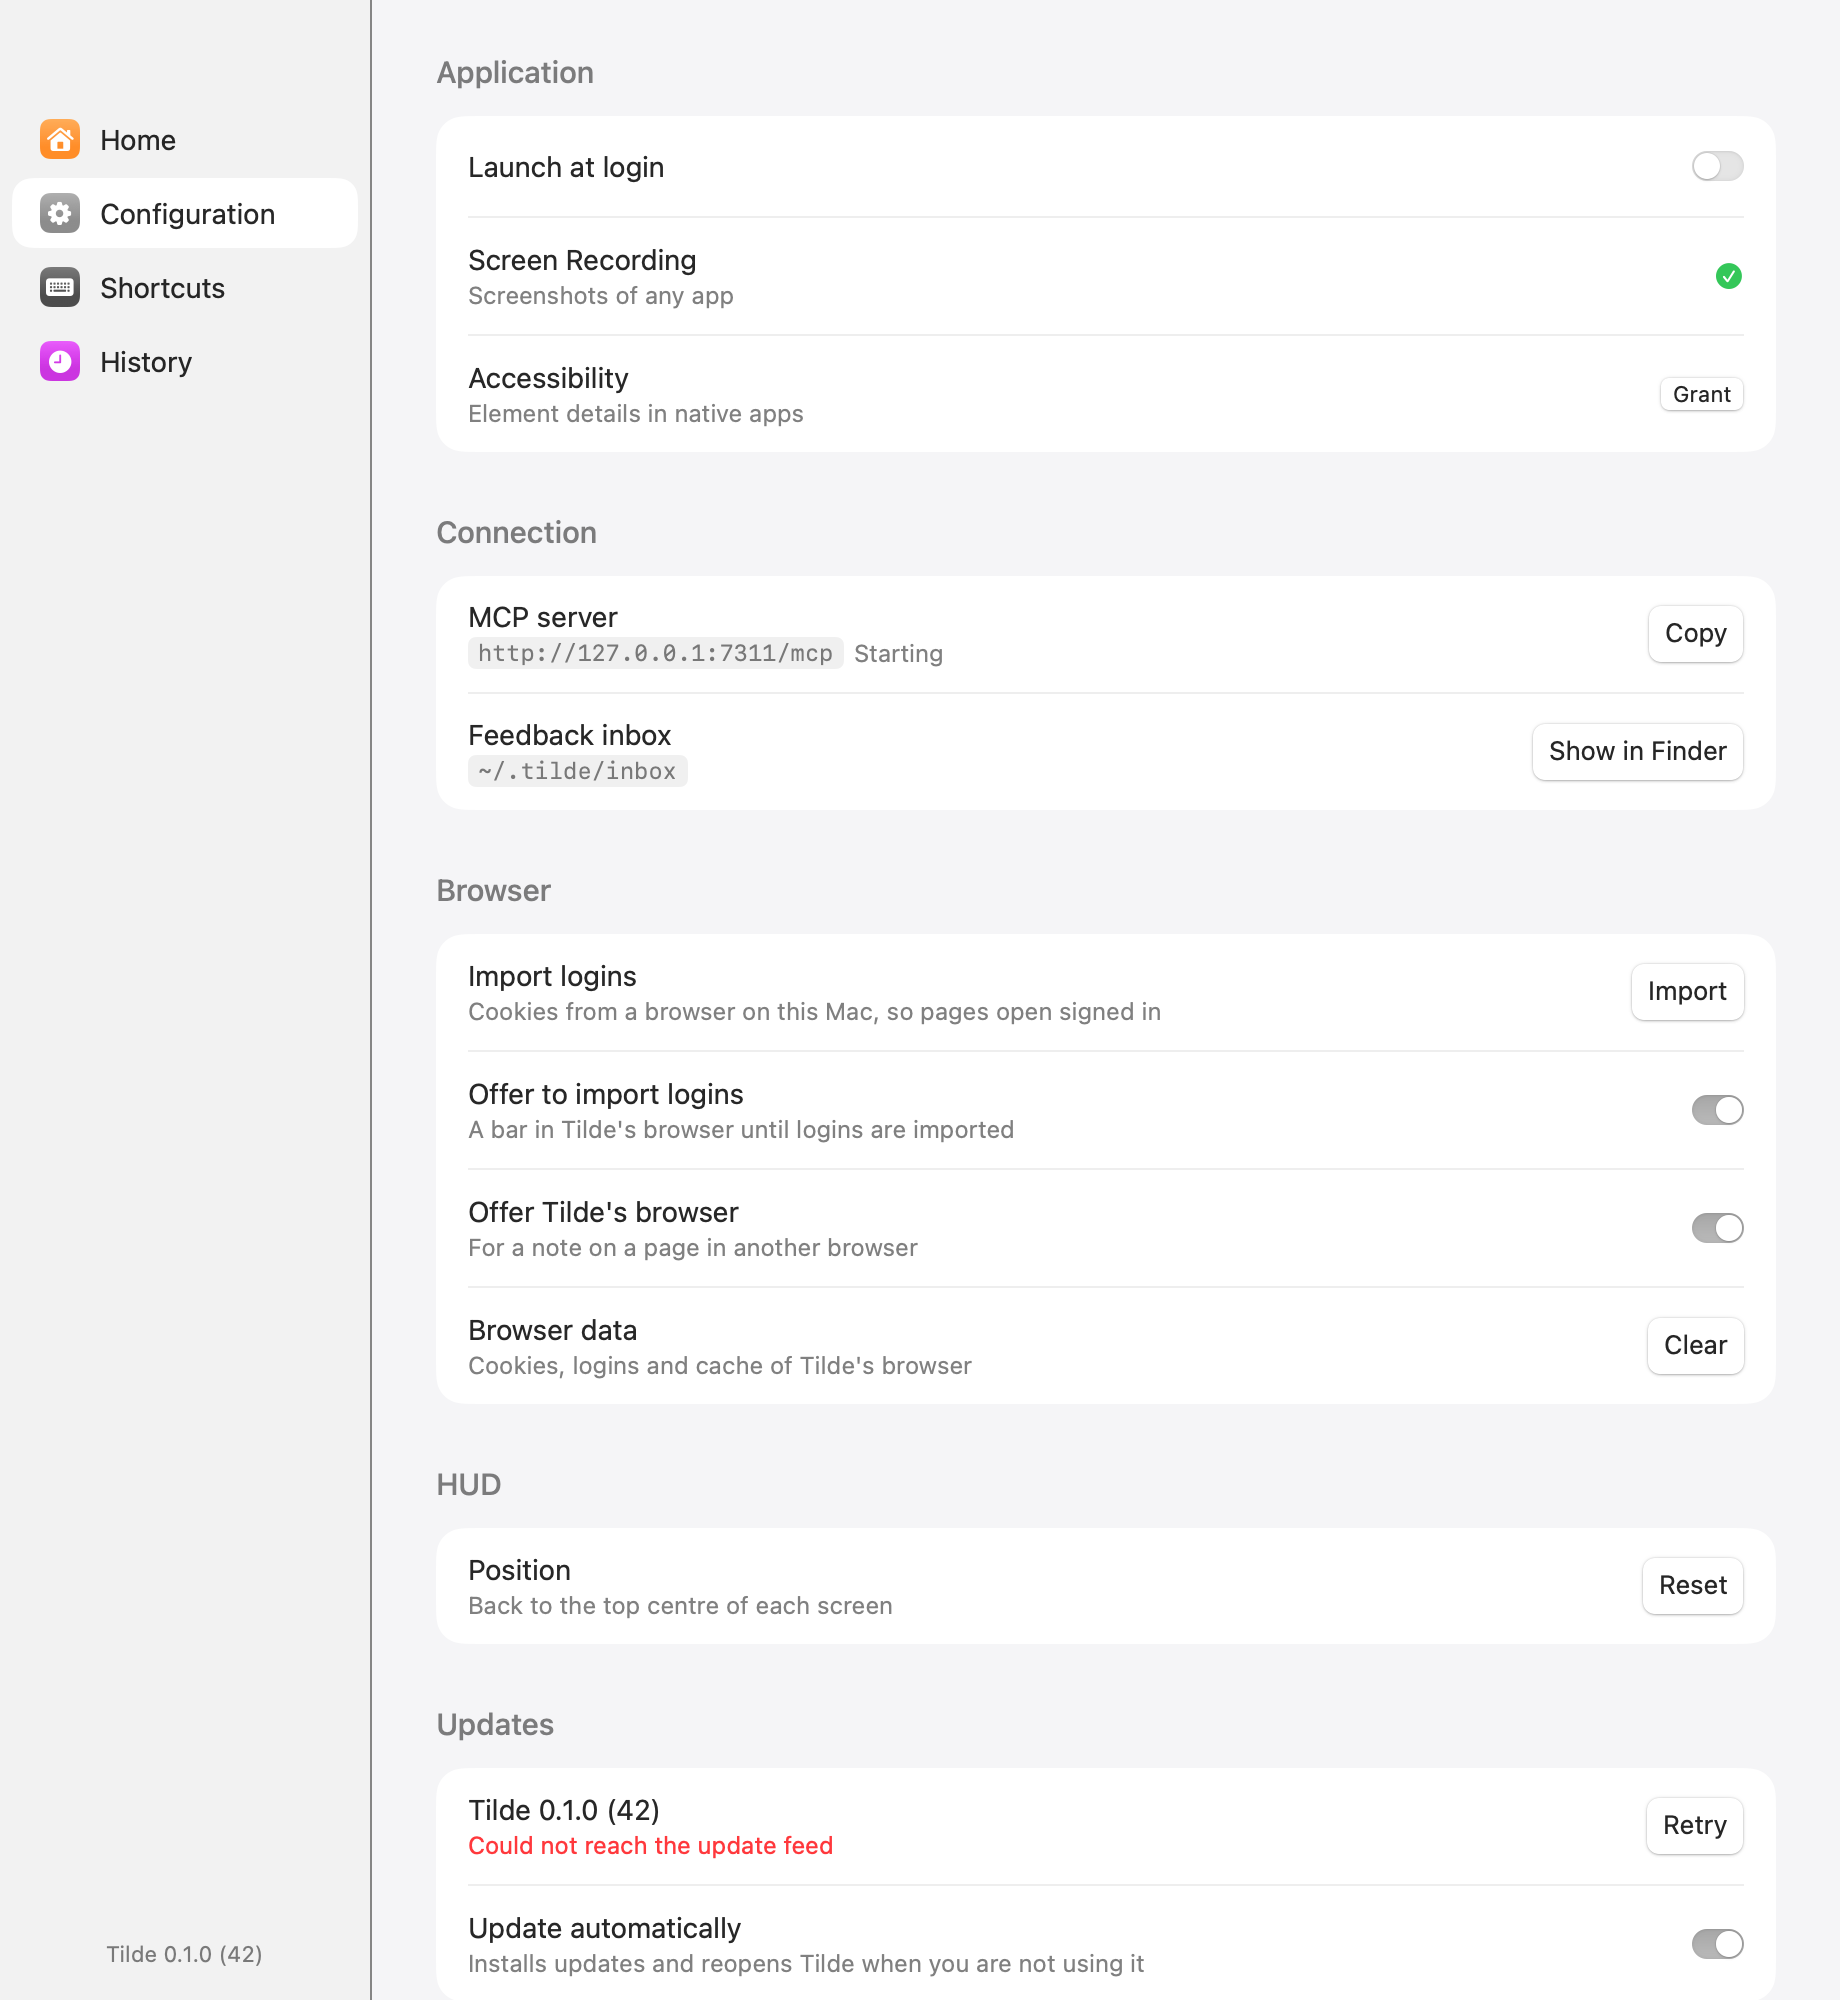 Home
Configuration
Shortcuts
History
Tilde 0.1.0 (42)
Application
Launch at login
Screen Recording
Screenshots of any app
Accessibility
Element details in native apps
Grant
Connection
MCP server
http://127.0.0.1:7311/mcp Starting
Copy
Feedback inbox
~/.tilde/inbox
Show in Finder
Browser
Import logins
Cookies from a browser on this Mac, so pages open signed in
Import
Offer to import logins
A bar in Tilde's browser until logins are imported
Offer Tilde's browser
For a note on a page in another browser
Browser data
Cookies, logins and cache of Tilde's browser
Clear
HUD
Position
Back to the top centre of each screen
Reset
Updates
Tilde 0.1.0 (42)
Could not reach the update feed
Retry
Update automatically
Installs updates and reopens Tilde when you are not using it